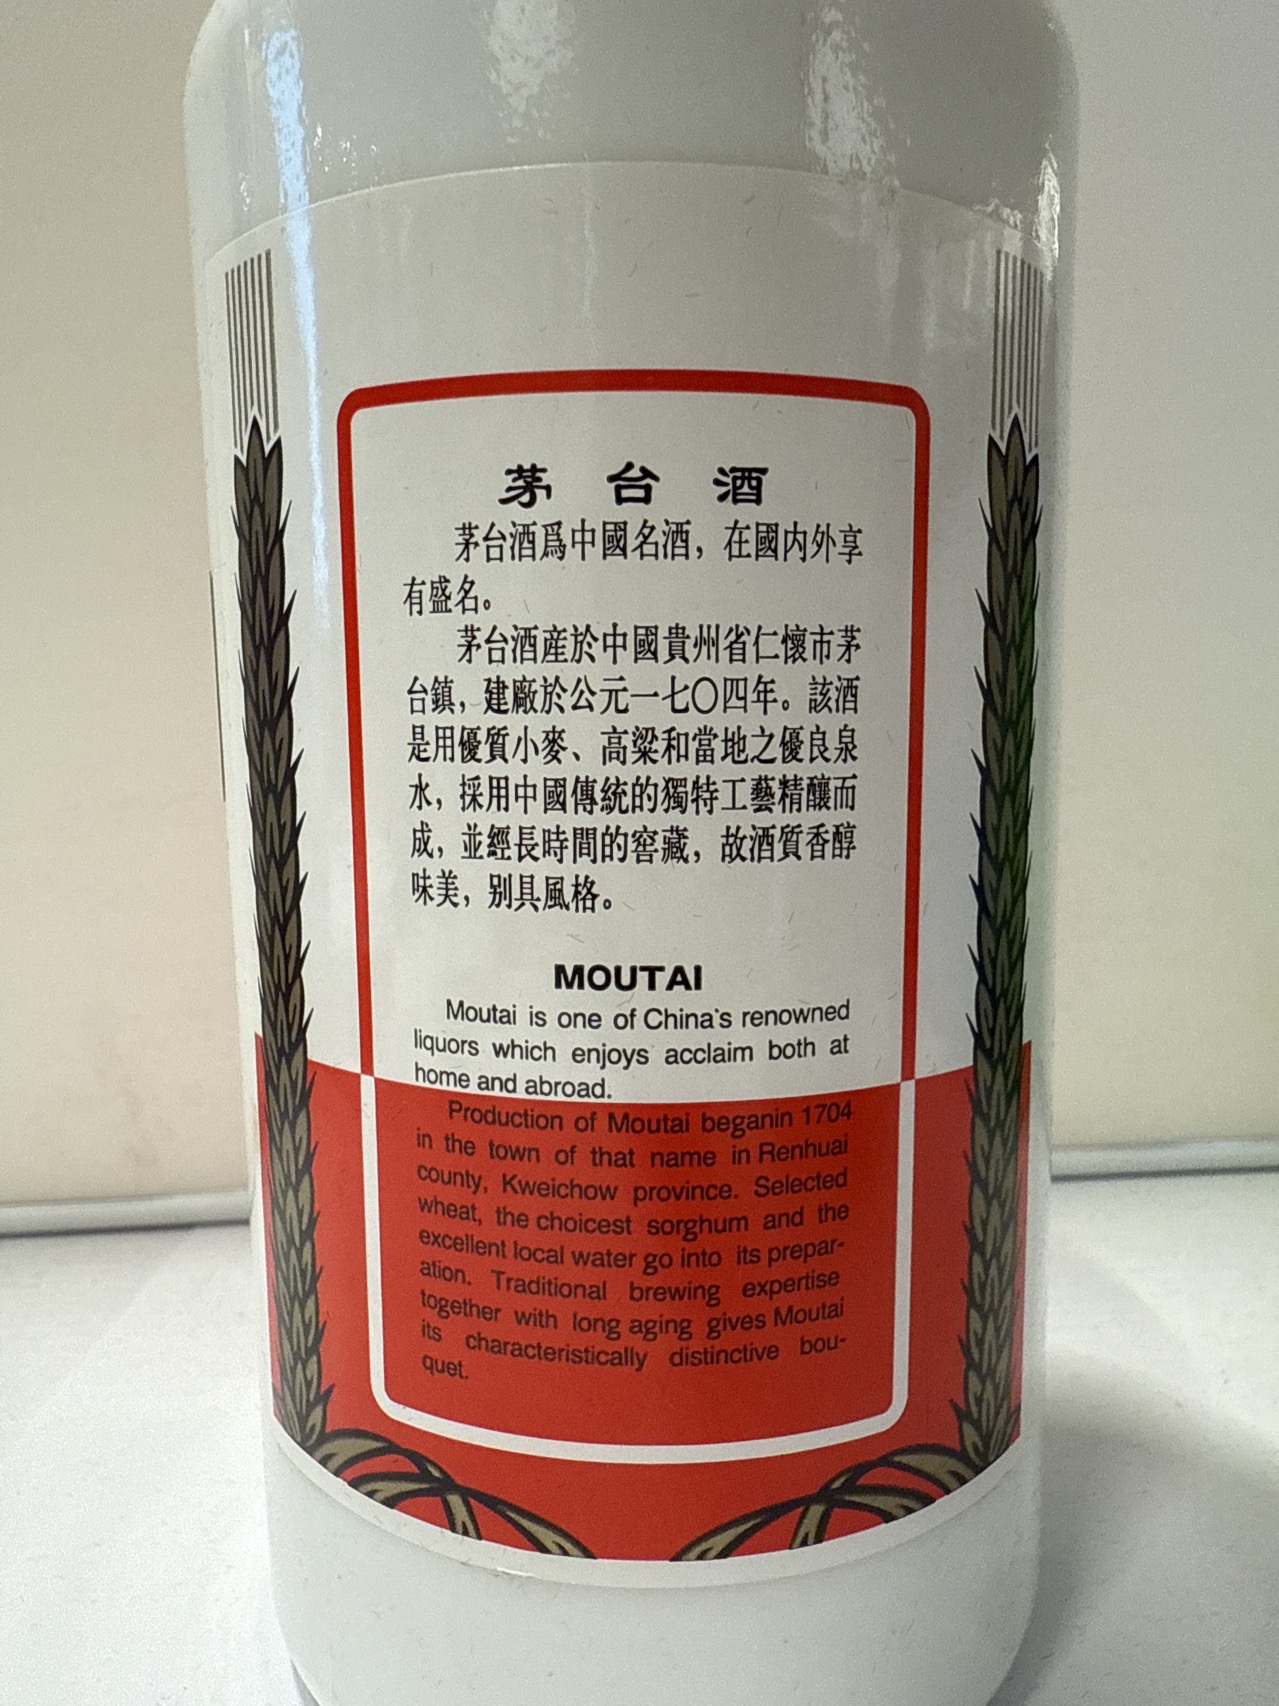 茅台酒
茅台酒爲中國名酒，在國内外享
有盛名。
茅台酒産於中國貴州省仁懷市茅
台鎮，建廠於公元一七〇四年。該酒
是用優質小麥、高粱和當地之優良泉
水，採用中國傳統的獨特工藝精釀而
成，並經長時間的窖藏，故酒質香醇
味美，别具風格。
MOUTAI
Moutai is one of China's renowned
liquors which enjoys acclaim both at
home and abroad.
Production of Moutai beganin 1704
in the town of that name in Renhuai
county, Kweichow province. Selected
wheat, the choicest sorghum and the
excellent local water go into its prepar-
ation. Traditional brewing expertise
together with long aging gives Moutai
its characteristically distinctive bou-
quet.